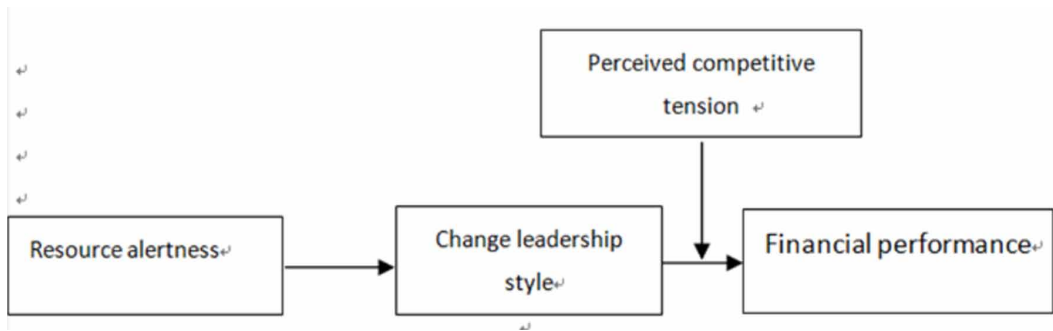 Perceived competitive
tension
Resource alertness
Change leadership
style
Financial performance